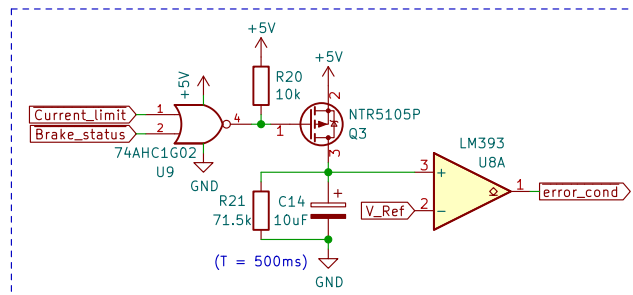 +5V
+5V
+5V
R20
10k
2
NTR5105P
Q3
Current_limit
1
Brake_status
2
4
1
3
74AHC1G02
U9
GND
R21
71.5k
C14
10uF
+
(T = 500ms)
GND
LM393
U8A
3
+
V_Ref
2
−
1
error_cond